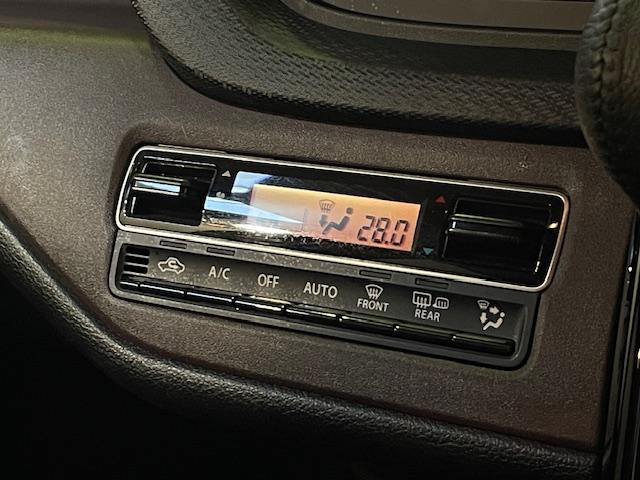 28.0
A/C OFF AUTO FRONT REAR